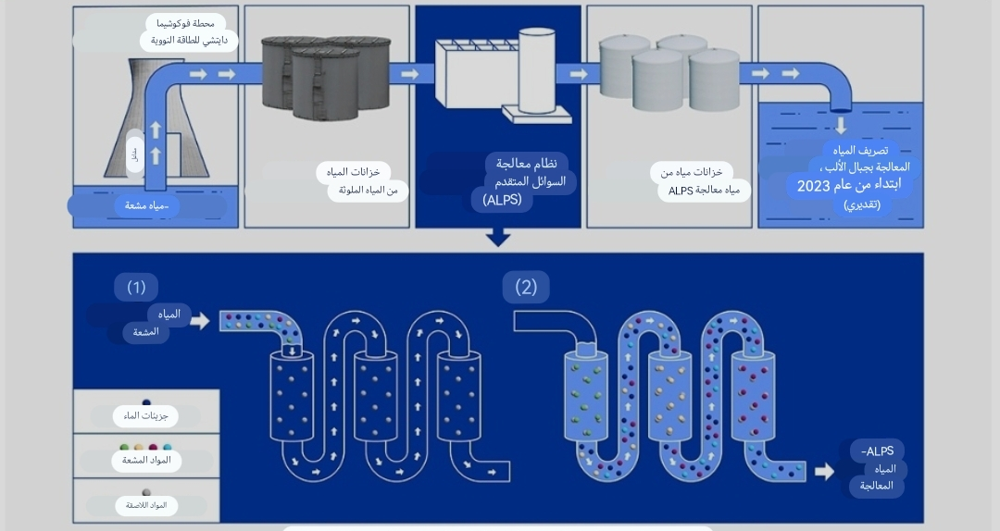 محطة فوكوشيما
دايتشي للطاقة النووية
مفاعل
-مياه مشعة
خزانات المياه
من المياه الملوثة
نظام معالجة
السوائل المتقدم
(ALPS)
خزانات مياه من
مياه معالجة ALPS
تصريف المياه
المعالجة بجبال الألب ،
ابتداء من عام 2023
(تقديري)
(1)
المياه
المشعة
(2)
جزيئات الماء
المواد المشعة
المواد اللاصقة
ALPS-
المياه
المعالجة